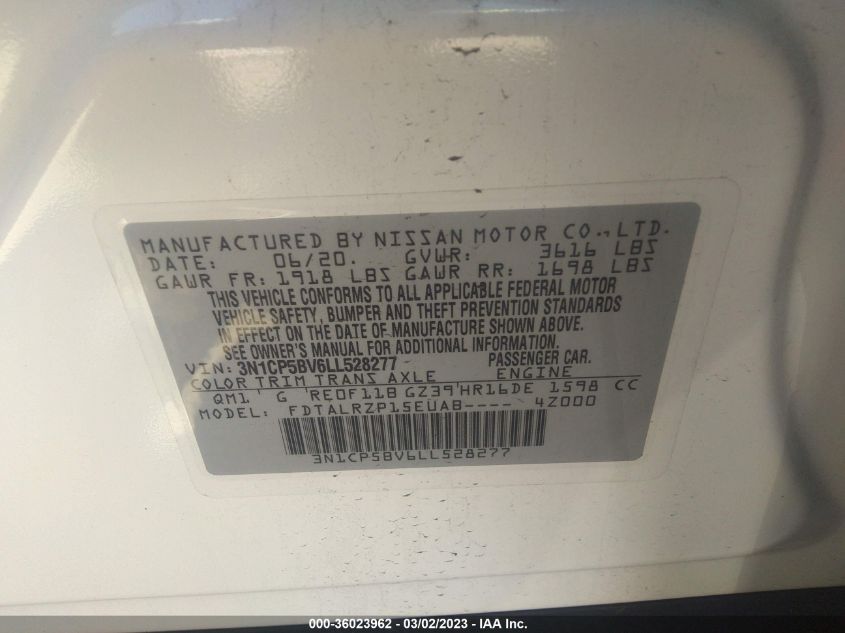 MANUFACTURED BY NISSAN MOTOR CO., LTD.
DATE: 06/20. GVWR: 3616 LBS
GAWR FR: 1918 LBS GAWR RR: 1698 LBS
THIS VEHICLE CONFORMS TO ALL APPLICABLE FEDERAL MOTOR
VEHICLE SAFETY, BUMPER AND THEFT PREVENTION STANDARDS
IN EFFECT ON THE DATE OF MANUFACTURE SHOWN ABOVE.
SEE OWNER'S MANUAL FOR ADDITIONAL INFORMATION
VIN: 3N1CP5BV6LL528277 PASSENGER CAR.
COLOR TRIM TRANS AXLE ENGINE
QM1' G 'RE0F11B GZ39'HR16DE 1598 CC
MODEL: FDTALRZP15EUAB---- 4Z000
3N1CP5BV6LL528277
000-36023962 - 03/02/2023 - IAA Inc.